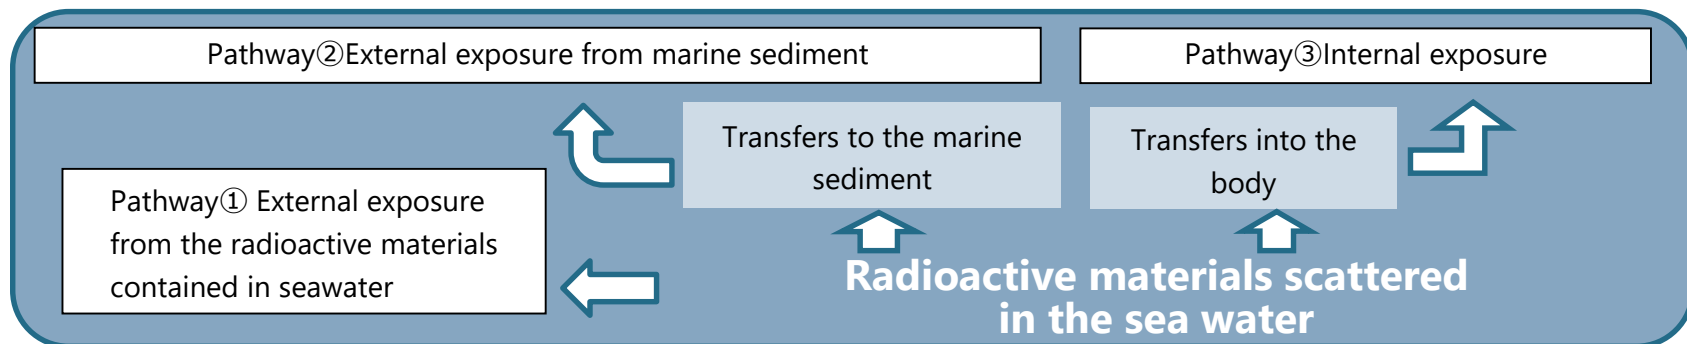 Pathway②External exposure from marine sediment
Pathway③Internal exposure
Transfers to the marine
sediment
Transfers into the
body
Pathway① External exposure
from the radioactive materials
contained in seawater
Radioactive materials scattered
in the sea water